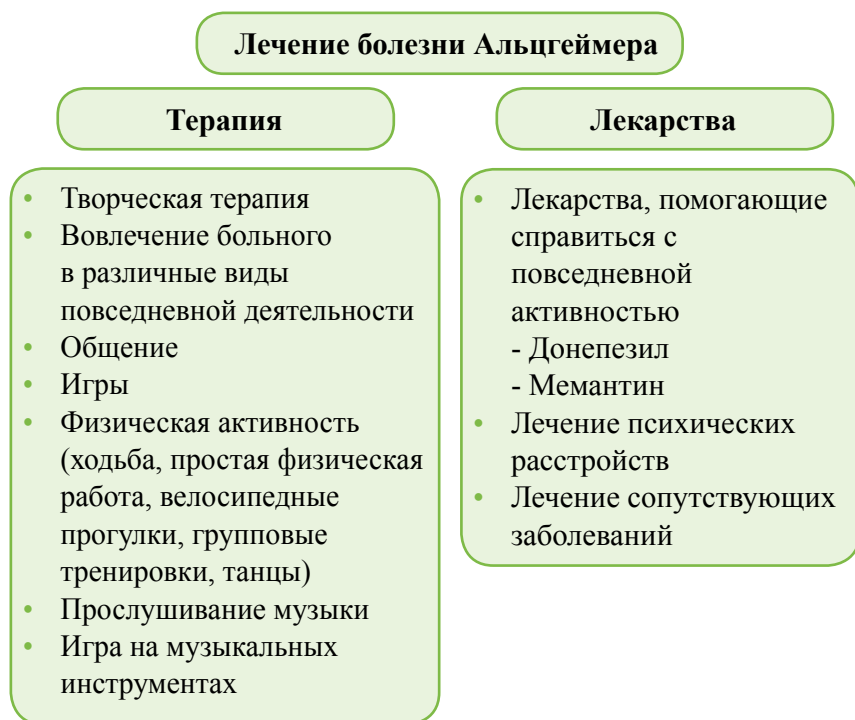 Лечение болезни Альцгеймера
Терапия
• Творческая терапия
• Вовлечение больного
в различные виды
повседневной деятельности
• Общение
• Игры
• Физическая активность
(ходьба, простая физическая
работа, велосипедные
прогулки, групповые
тренировки, танцы)
• Прослушивание музыки
• Игра на музыкальных
инструментах
Лекарства
• Лекарства, помогающие
справиться с
повседневной
активностью
- Донепезил
- Мемантин
• Лечение психических
расстройств
• Лечение сопутствующих
заболеваний